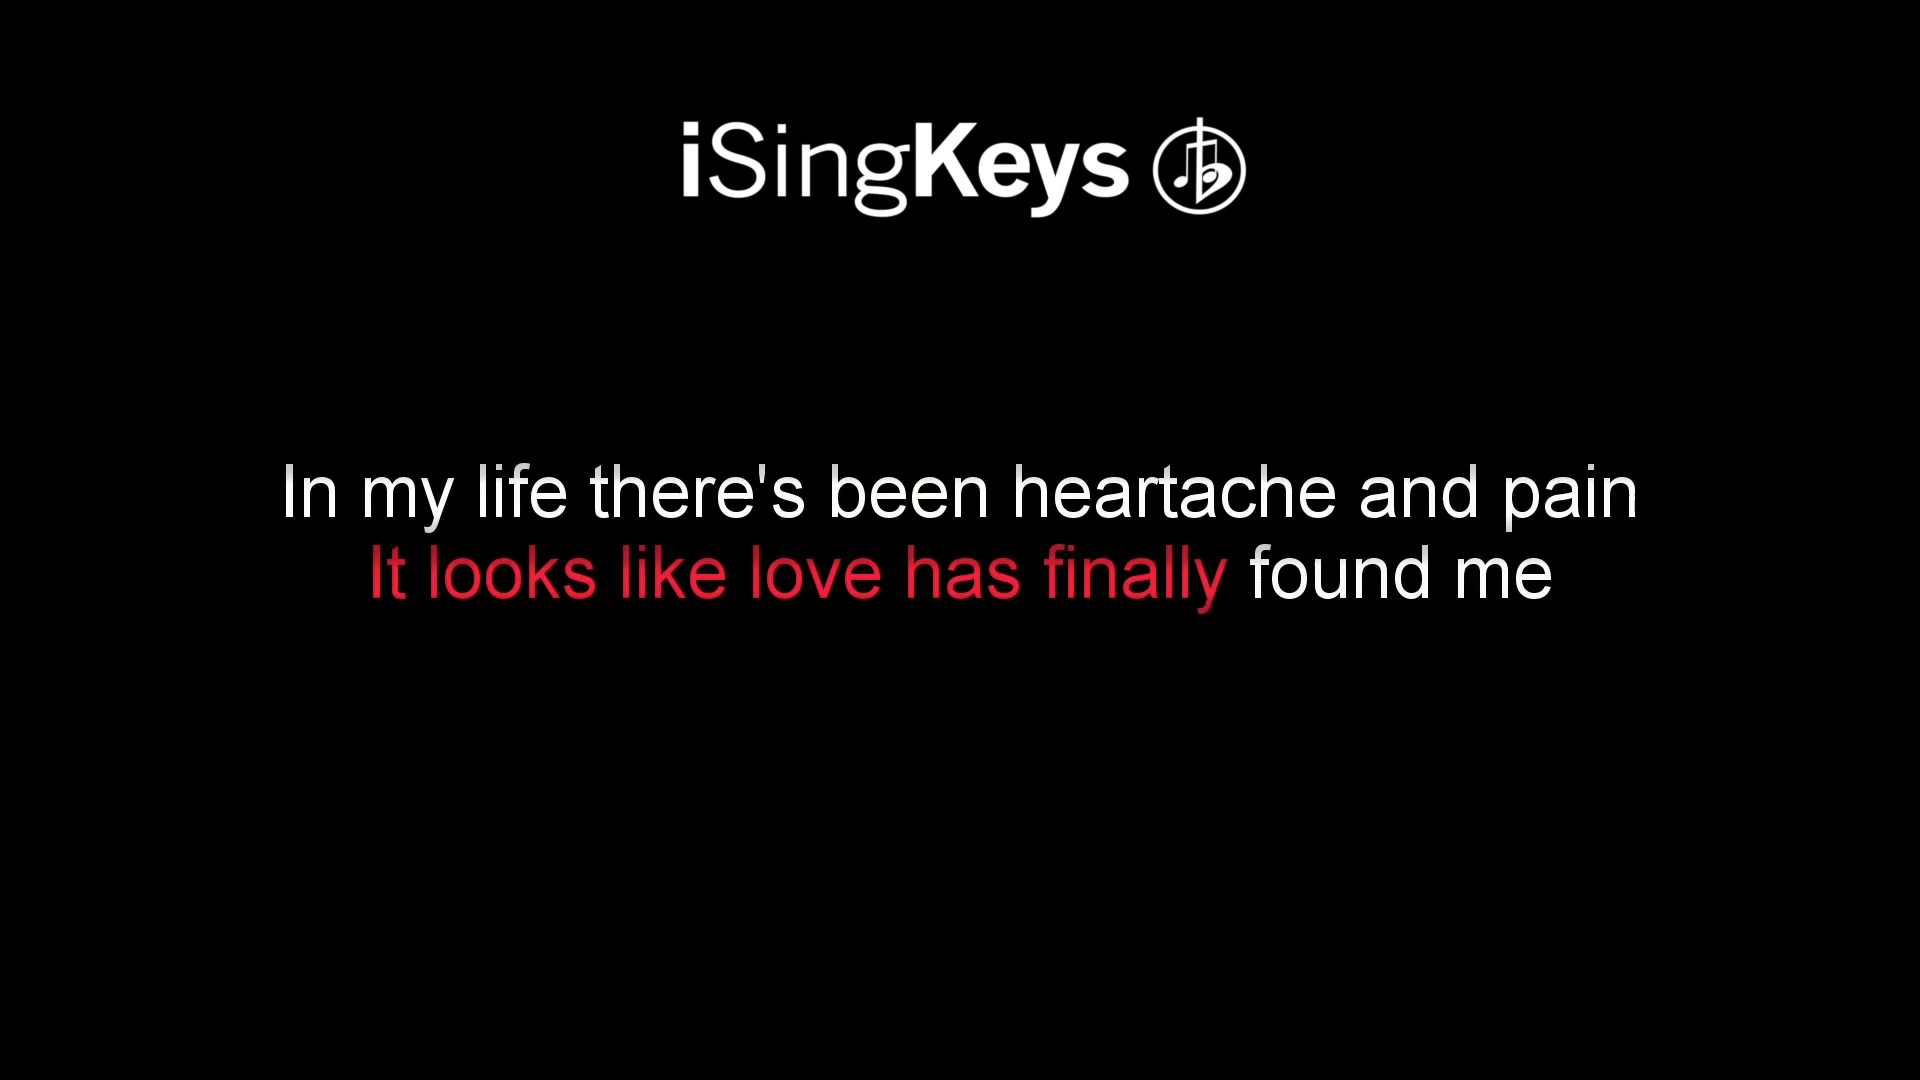 iSingKeys
In my life there's been heartache and pain
It looks like love has finally found me